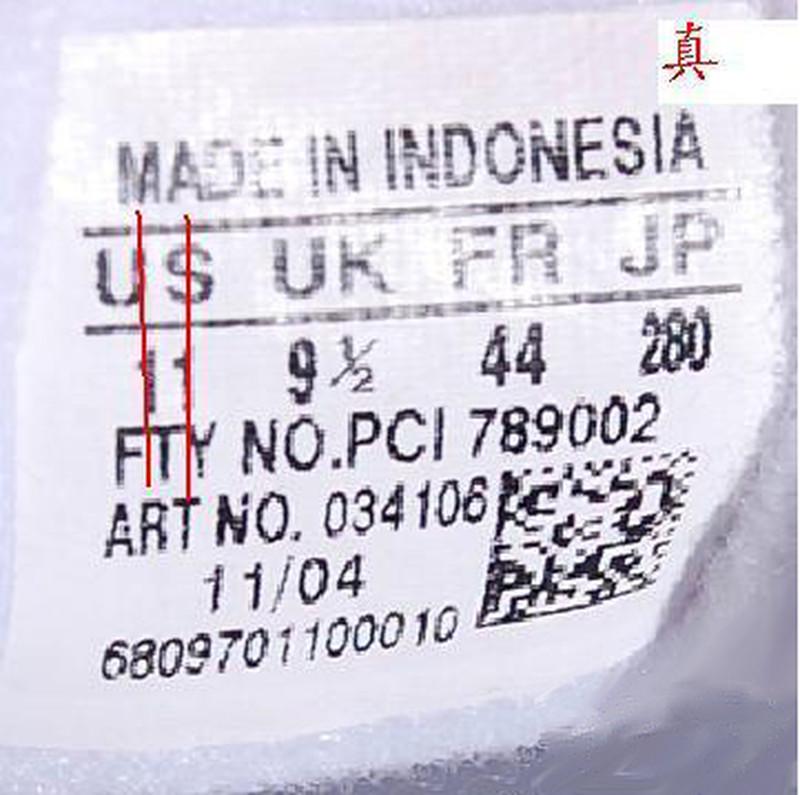 真
MADE IN INDONESIA
US UK FR JP
11 9½ 44 280
FTY NO.PCI 789002
ART NO. 034106
11/04
6809701100010